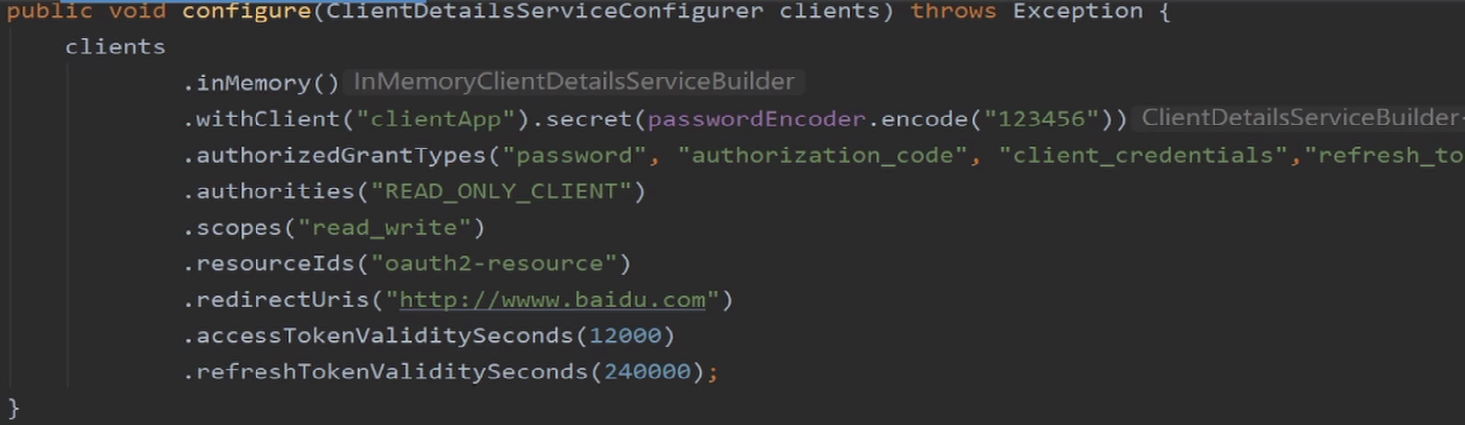 public void configure(ClientDetailsServiceConfigurer clients) throws Exception {
clients
.inMemory() InMemoryClientDetailsServiceBuilder
.withClient("clientApp").secret(passwordEncoder.encode("123456")) ClientDetailsServiceBuilder
.authorizedGrantTypes("password", "authorization_code", "client_credentials","refresh_to
.authorities("READ_ONLY_CLIENT")
.scopes("read_write")
.resourceIds("oauth2-resource")
.redirectUris("http://wwww.baidu.com")
.accessTokenValiditySeconds(12000)
.refreshTokenValiditySeconds(240000);
}